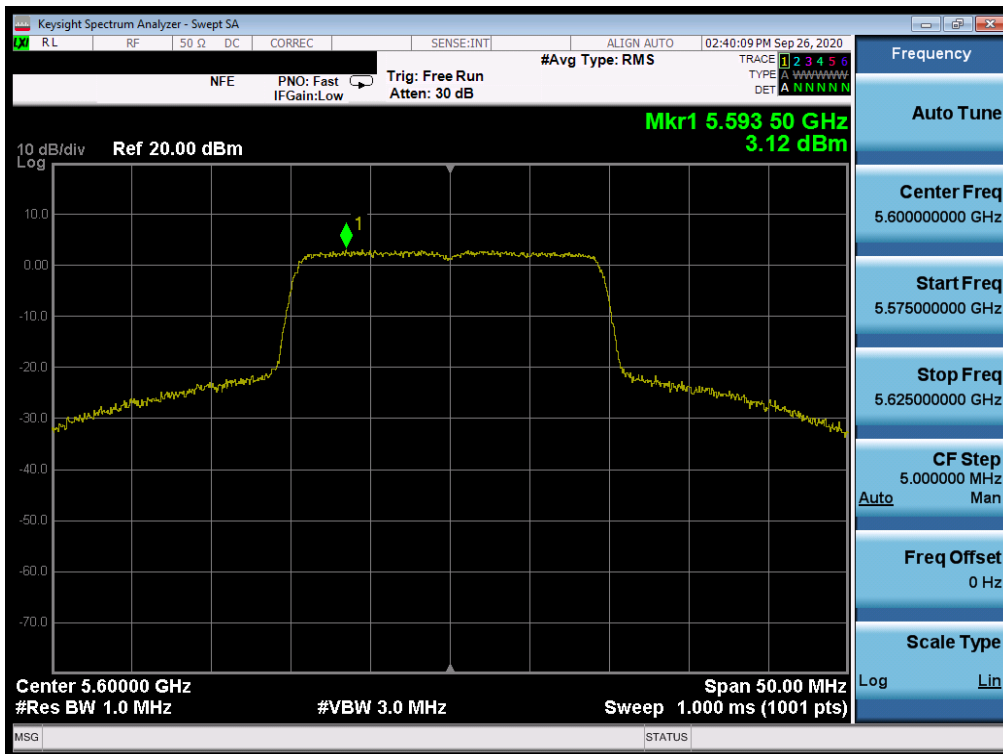 Keysight Spectrum Analyzer - Swept SA
LXI RL RF 50 Ω DC CORREC SENSE:INT ALIGN AUTO 02:40:09 PM Sep 26, 2020
NFE PNO: Fast Trig: Free Run #Avg Type: RMS TRACE 1 2 3 4 5 6
IFGain:Low Atten: 30 dB TYPE A WWWWW
DET A N N N N N
Mkr1 5.593 50 GHz
3.12 dBm
10 dB/div Ref 20.00 dBm
Log
1
10.0
0.00
-10.0
-20.0
-30.0
-40.0
-50.0
-60.0
-70.0
Center 5.60000 GHz Span 50.00 MHz
#Res BW 1.0 MHz #VBW 3.0 MHz Sweep 1.000 ms (1001 pts)
MSG STATUS
Frequency
Auto Tune
Center Freq
5.600000000 GHz
Start Freq
5.575000000 GHz
Stop Freq
5.625000000 GHz
CF Step
5.000000 MHz
Auto Man
Freq Offset
0 Hz
Scale Type
Log Lin